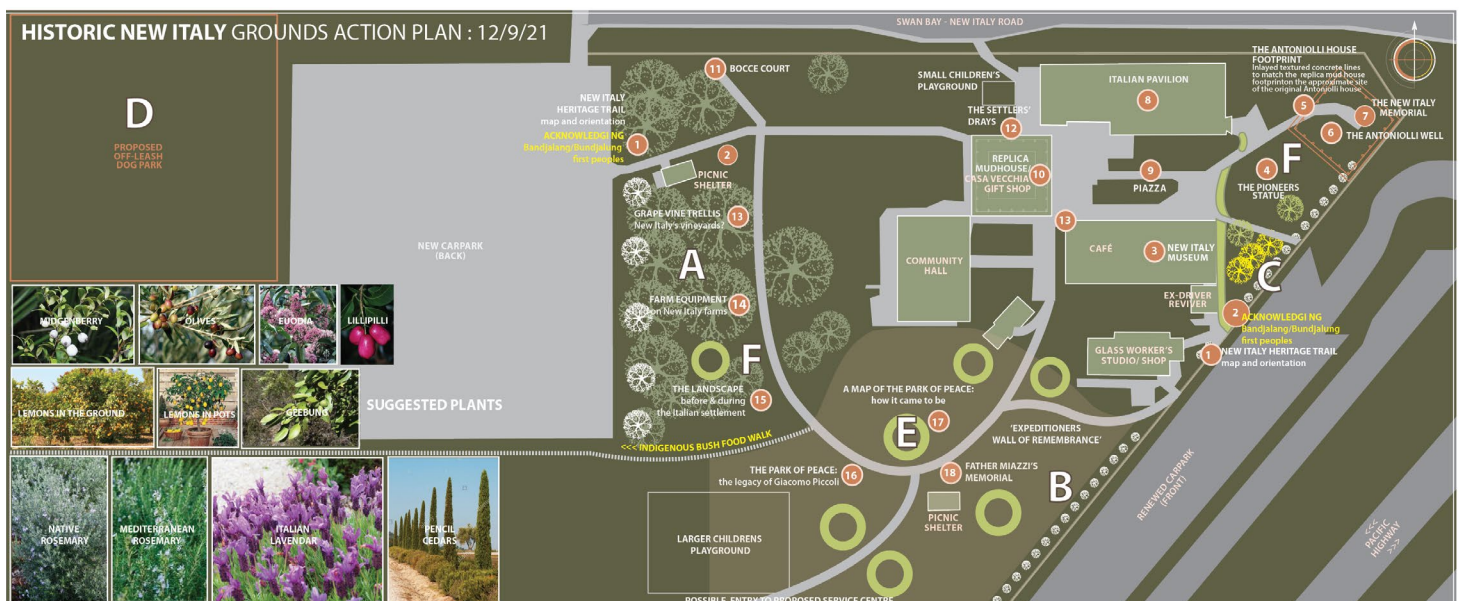 HISTORIC NEW ITALY GROUNDS ACTION PLAN : 12/9/21
SWAN BAY - NEW ITALY ROAD
D
PROPOSED
OFF-LEASH
DOG PARK
NEW CARPARK
(BACK)
11 BOCCE COURT
NEW ITALY
HERITAGE TRAIL
map and orientation
ACKNOWLEDGING
Bandjalang/Bundjalung
first peoples
1
2
PICNIC
SHELTER
GRAPE VINE TRELLIS
New Italy's vineyards?
13
A
FARM EQUIPMENT
on New Italy farms
14
F
THE LANDSCAPE
before & during
the Italian settlement
15
<<< INDIGENOUS BUSH FOOD WALK
SMALL CHILDREN'S
PLAYGROUND
THE SETTLERS'
DRAYS
12
ITALIAN PAVILION
8
REPLICA
MUDHOUSE/
CASA VECCHIA
GIFT SHOP
10
9
PIAZZA
THE ANTONIOLLI HOUSE
FOOTPRINT
Inlayed textured concrete lines
to match the replica mud house
footprinton the approximate site
of the original Antoniolli house
5
7
THE NEW ITALY
MEMORIAL
6
THE ANTONIOLLI WELL
F
4
THE PIONEERS
STATUE
13
CAFÉ
3
NEW ITALY
MUSEUM
C
COMMUNITY
HALL
EX-DRIVER
REVIVER
2
ACKNOWLEDGING
Bandjalang/Bundjalung
first peoples
GLASS WORKER'S
STUDIO/ SHOP
1
NEW ITALY HERITAGE TRAIL
map and orientation
A MAP OF THE PARK OF PEACE:
how it came to be
17
E
'EXPEDITIONERS
WALL OF REMEMBRANCE'
THE PARK OF PEACE:
the legacy of Giacomo Piccoli
16
18
FATHER MIAZZI'S
MEMORIAL
PICNIC
SHELTER
B
RENEWED CARPARK
(FRONT)
<<<
PACIFIC
HIGHWAY
>>>
LARGER CHILDRENS
PLAYGROUND
POSSIBLE ENTRY TO PROPOSED SERVICE CENTRE
MIDGENBERRY
OLIVES
EUODIA
LILLIPILLI
LEMONS IN THE GROUND
LEMONS IN POTS
GEEBUNG
SUGGESTED PLANTS
NATIVE
ROSEMARY
MEDITERRANEAN
ROSEMARY
ITALIAN
LAVENDAR
PENCIL
CEDARS